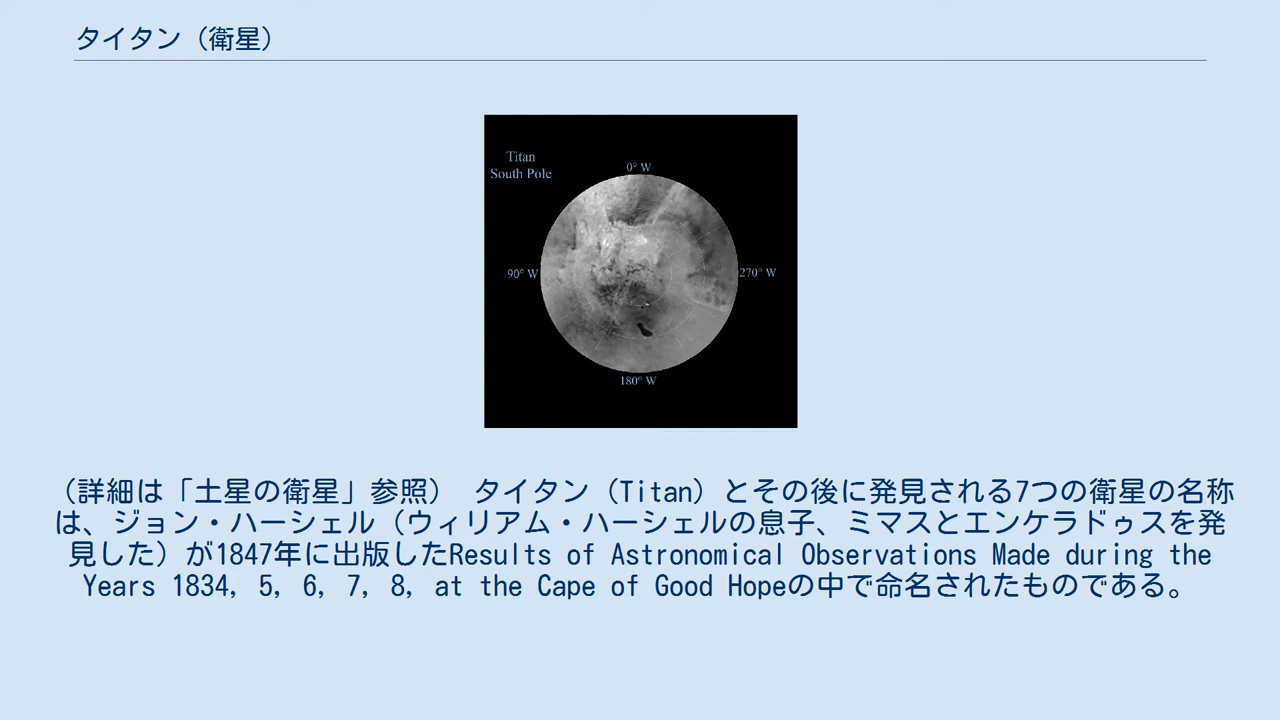 タイタン（衛星）
Titan
South Pole
0° W
90° W
270° W
180° W
（詳細は「土星の衛星」参照） タイタン（Titan）とその後に発見される7つの衛星の名称
は、ジョン・ハーシェル（ウィリアム・ハーシェルの息子、ミマスとエンケラドゥスを発
見した）が1847年に出版したResults of Astronomical Observations Made during the
Years 1834, 5, 6, 7, 8, at the Cape of Good Hopeの中で命名されたものである。